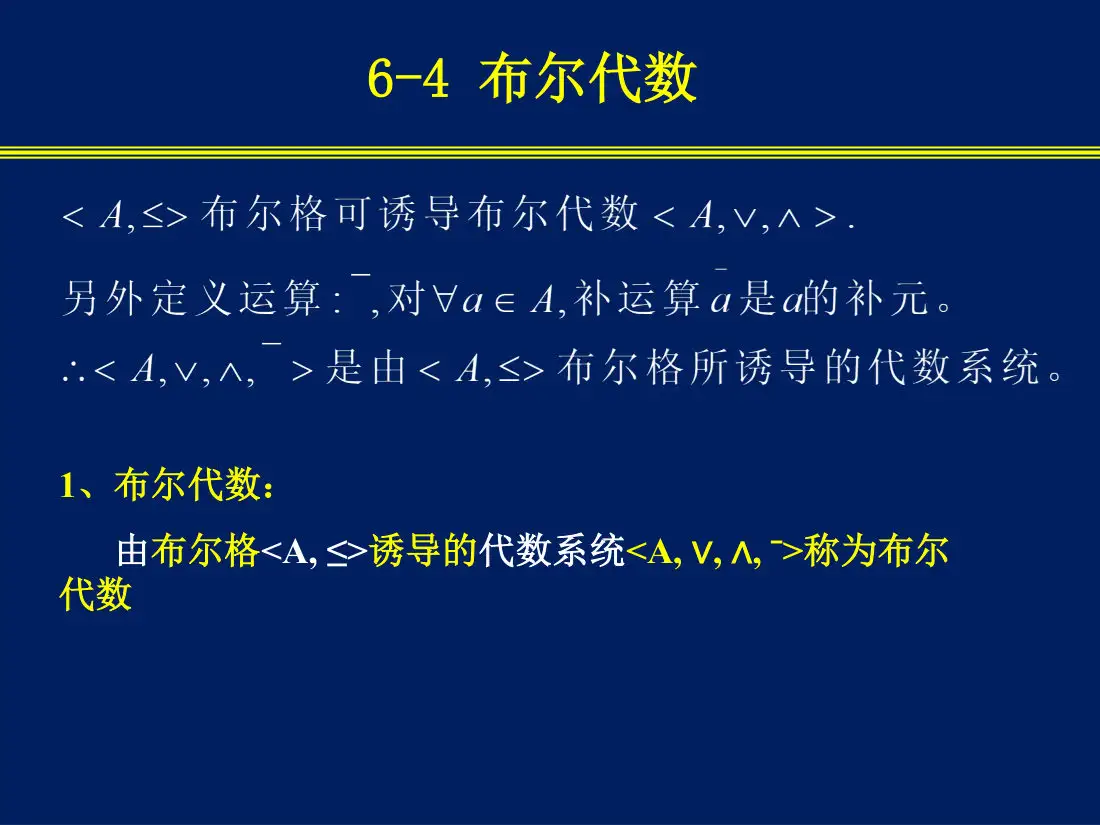 6-4 布尔代数
< A,≤>布尔格可诱导布尔代数< A,∨,∧ >.
另外定义运算: ¯,对∀a∈ A,补运算a̅是a的补元。
∴< A,∨,∧,¯ >是由< A,≤>布尔格所诱导的代数系统。
1、布尔代数:
由布尔格<A, ≤>诱导的代数系统<A, ∨, ∧, ¯>称为布尔
代数